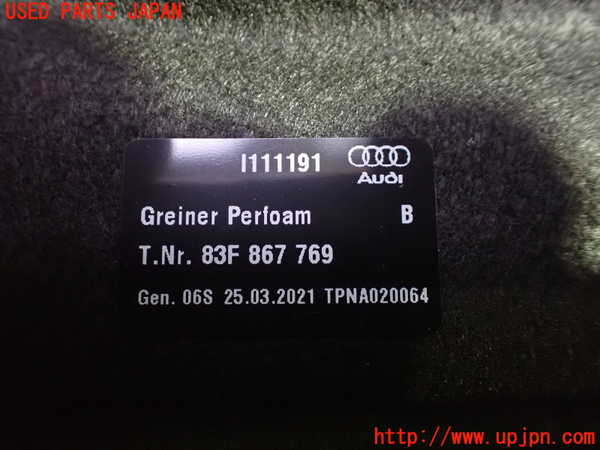 USED PARTS JAPAN
I111191
Audi
Greiner Perfoam B
T.Nr. 83F 867 769
Gen. 06S 25.03.2021 TPNA020064
http://www.upjpn.com